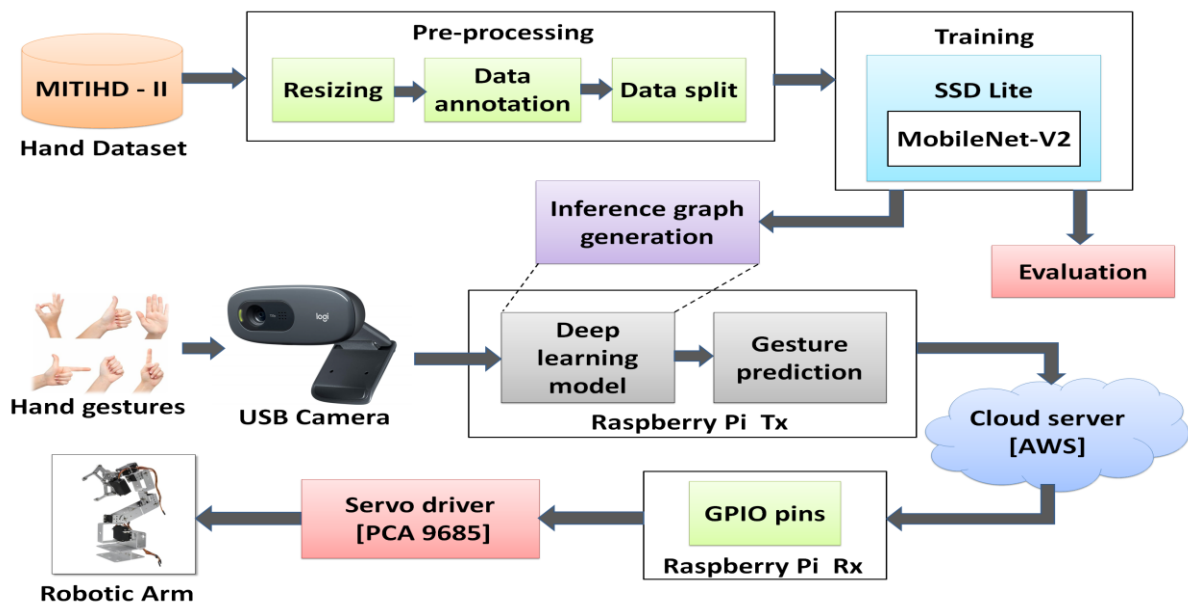 Pre-processing
Training
MITIHD - II
Hand Dataset
Resizing
Data
annotation
Data split
SSD Lite
MobileNet-V2
Inference graph
generation
Evaluation
Hand gestures
logi
USB Camera
Deep
learning
model
Gesture
prediction
Raspberry Pi Tx
Cloud server
[AWS]
Robotic Arm
Servo driver
[PCA 9685]
GPIO pins
Raspberry Pi Rx